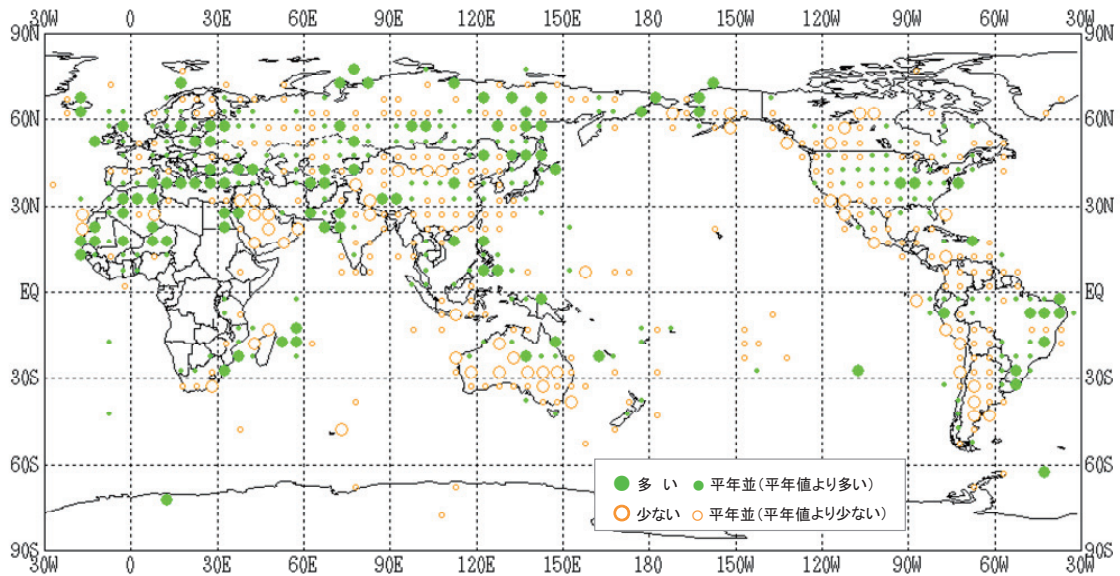 30W 0 30E 60E 90E 120E 150E 180 150W 120W 90W 60W 30W
90N 90N
60N 60N
30N 30N
EQ EQ
30S 30S
60S 60S
多 い 平年並(平年値より多い)
少ない 平年並(平年値より少ない)
90S 90S
30W 0 30E 60E 90E 120E 150E 180 150W 120W 90W 60W 30W